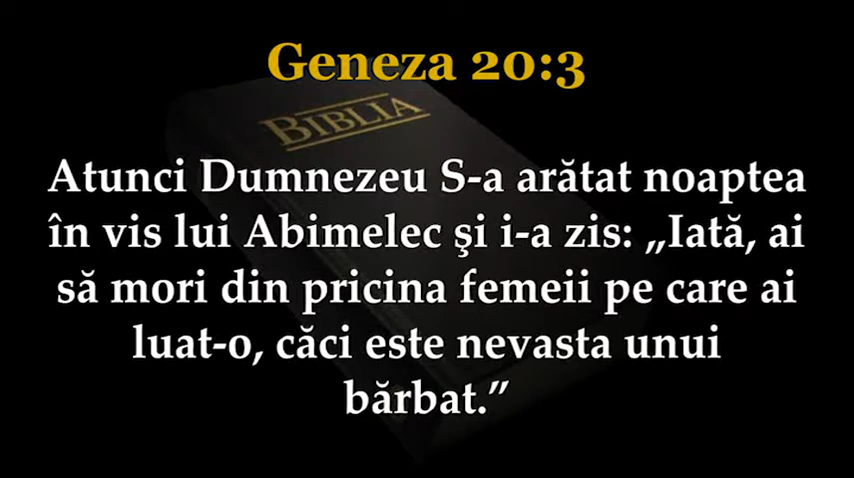 Geneza 20:3
BIBLIA
Atunci Dumnezeu S-a arătat noaptea
în vis lui Abimelec şi i-a zis: „Iată, ai
să mori din pricina femeii pe care ai
luat-o, căci este nevasta unui
bărbat.”